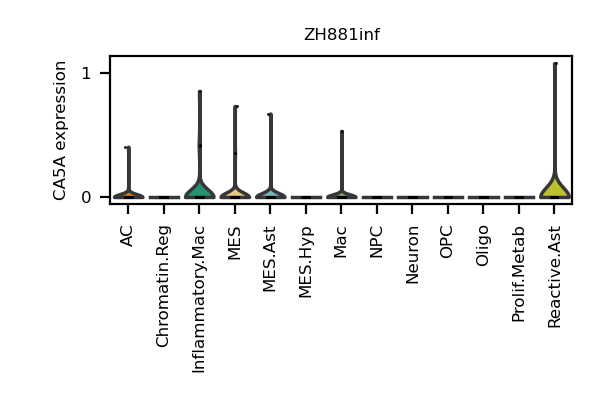 ZH881inf
CA5A expression
1
0
AC
Chromatin.Reg
Inflammatory.Mac
MES
MES.Ast
MES.Hyp
Mac
NPC
Neuron
OPC
Oligo
Prolif.Metab
Reactive.Ast